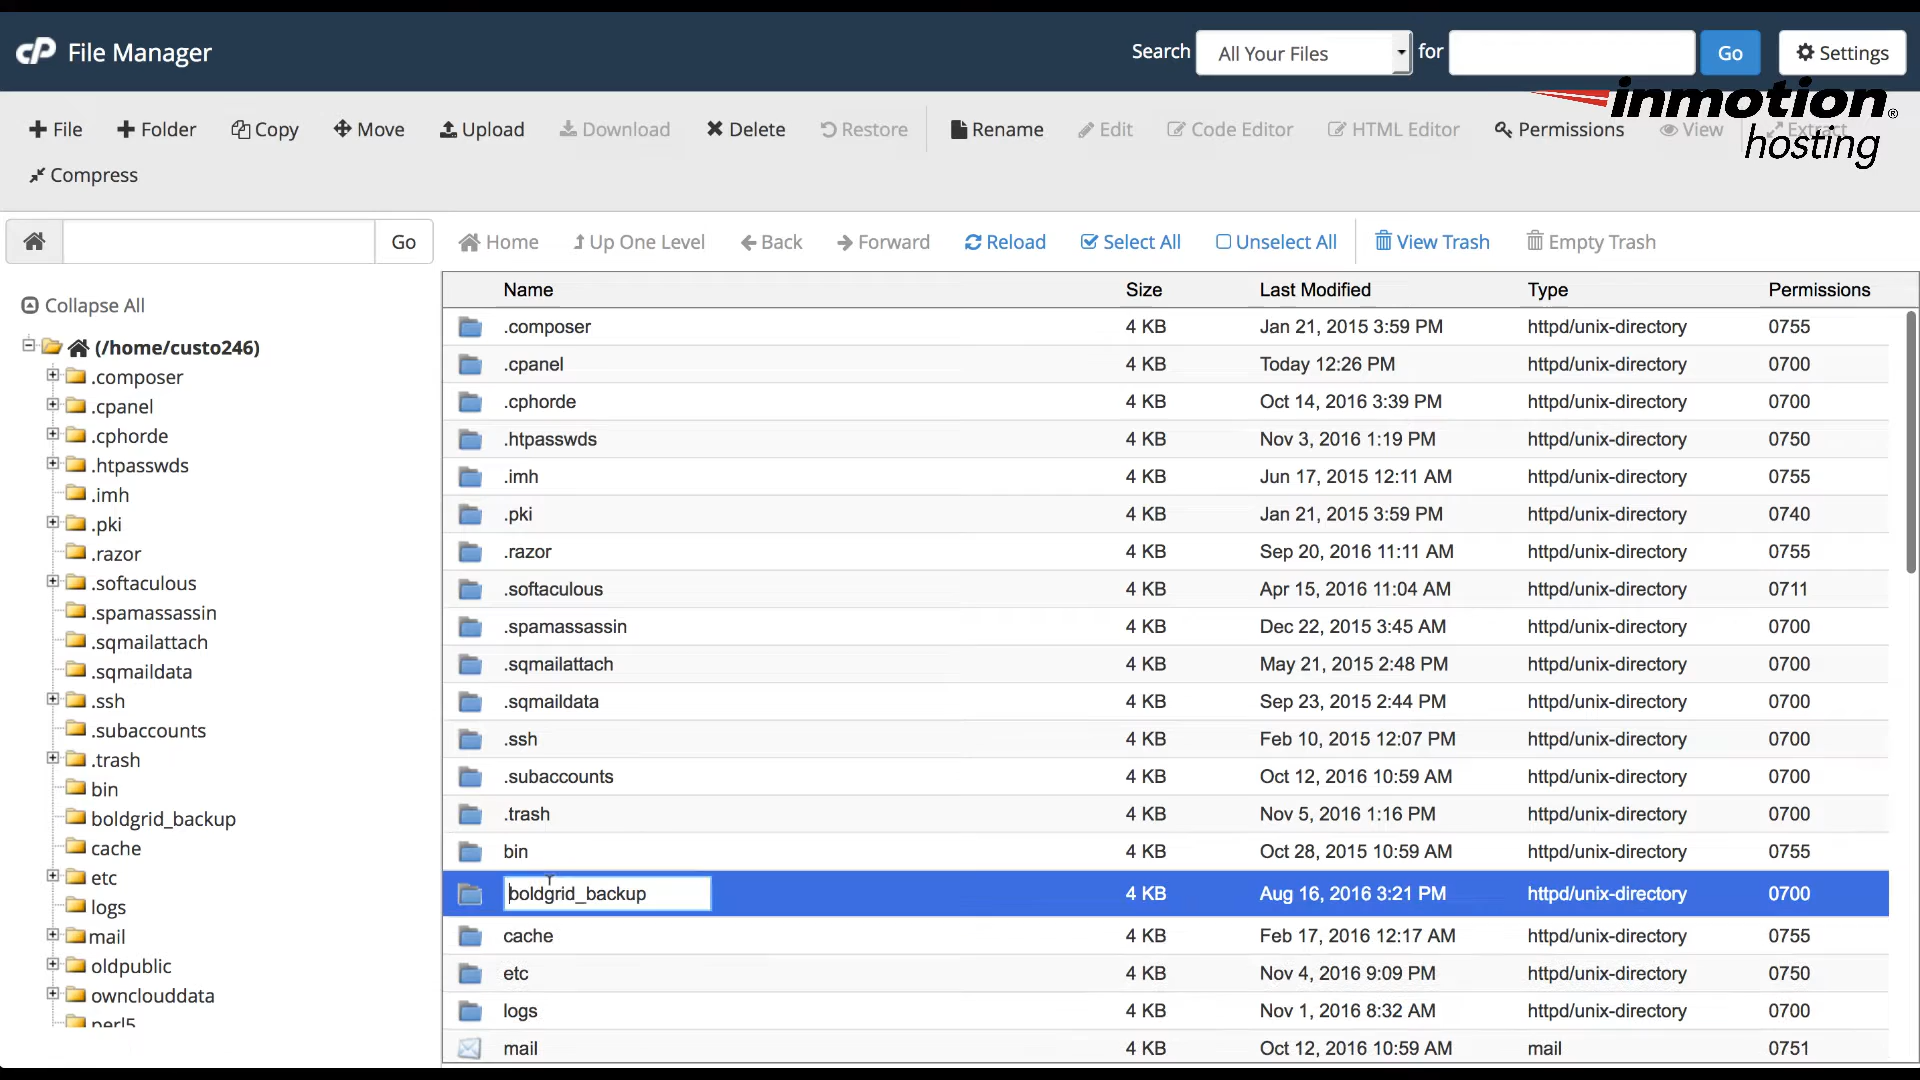 cP File Manager
Search All Your Files for Go Settings
inmotion®
hosting
File Folder Copy Move Upload Download Delete Restore Rename Edit Code Editor HTML Editor Permissions View Extract
Compress
Go Home Up One Level Back Forward Reload Select All Unselect All View Trash Empty Trash
Collapse All
(/home/custo246)
.composer
.cpanel
.cphorde
.htpasswds
.imh
.pki
.razor
.softaculous
.spamassassin
.sqmailattach
.sqmaildata
.ssh
.subaccounts
.trash
bin
boldgrid_backup
cache
etc
logs
mail
oldpublic
ownclouddata
perl5
Name Size Last Modified Type Permissions
.composer 4 KB Jan 21, 2015 3:59 PM httpd/unix-directory 0755
.cpanel 4 KB Today 12:26 PM httpd/unix-directory 0700
.cphorde 4 KB Oct 14, 2016 3:39 PM httpd/unix-directory 0700
.htpasswds 4 KB Nov 3, 2016 1:19 PM httpd/unix-directory 0750
.imh 4 KB Jun 17, 2015 12:11 AM httpd/unix-directory 0755
.pki 4 KB Jan 21, 2015 3:59 PM httpd/unix-directory 0740
.razor 4 KB Sep 20, 2016 11:11 AM httpd/unix-directory 0755
.softaculous 4 KB Apr 15, 2016 11:04 AM httpd/unix-directory 0711
.spamassassin 4 KB Dec 22, 2015 3:45 AM httpd/unix-directory 0700
.sqmailattach 4 KB May 21, 2015 2:48 PM httpd/unix-directory 0700
.sqmaildata 4 KB Sep 23, 2015 2:44 PM httpd/unix-directory 0700
.ssh 4 KB Feb 10, 2015 12:07 PM httpd/unix-directory 0700
.subaccounts 4 KB Oct 12, 2016 10:59 AM httpd/unix-directory 0700
.trash 4 KB Nov 5, 2016 1:16 PM httpd/unix-directory 0700
bin 4 KB Oct 28, 2015 10:59 AM httpd/unix-directory 0755
boldgrid_backup 4 KB Aug 16, 2016 3:21 PM httpd/unix-directory 0700
cache 4 KB Feb 17, 2016 12:17 AM httpd/unix-directory 0755
etc 4 KB Nov 4, 2016 9:09 PM httpd/unix-directory 0750
logs 4 KB Nov 1, 2016 8:32 AM httpd/unix-directory 0700
mail 4 KB Oct 12, 2016 10:59 AM mail 0751